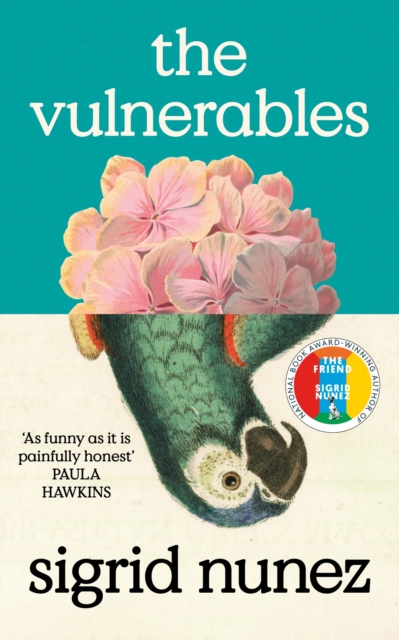 the
vulnerables
NATIONAL BOOK AWARD-WINNING AUTHOR OF
THE
FRIEND
SIGRID
NUNEZ
‘As funny as it is
painfully honest’
PAULA
HAWKINS
sigrid nunez